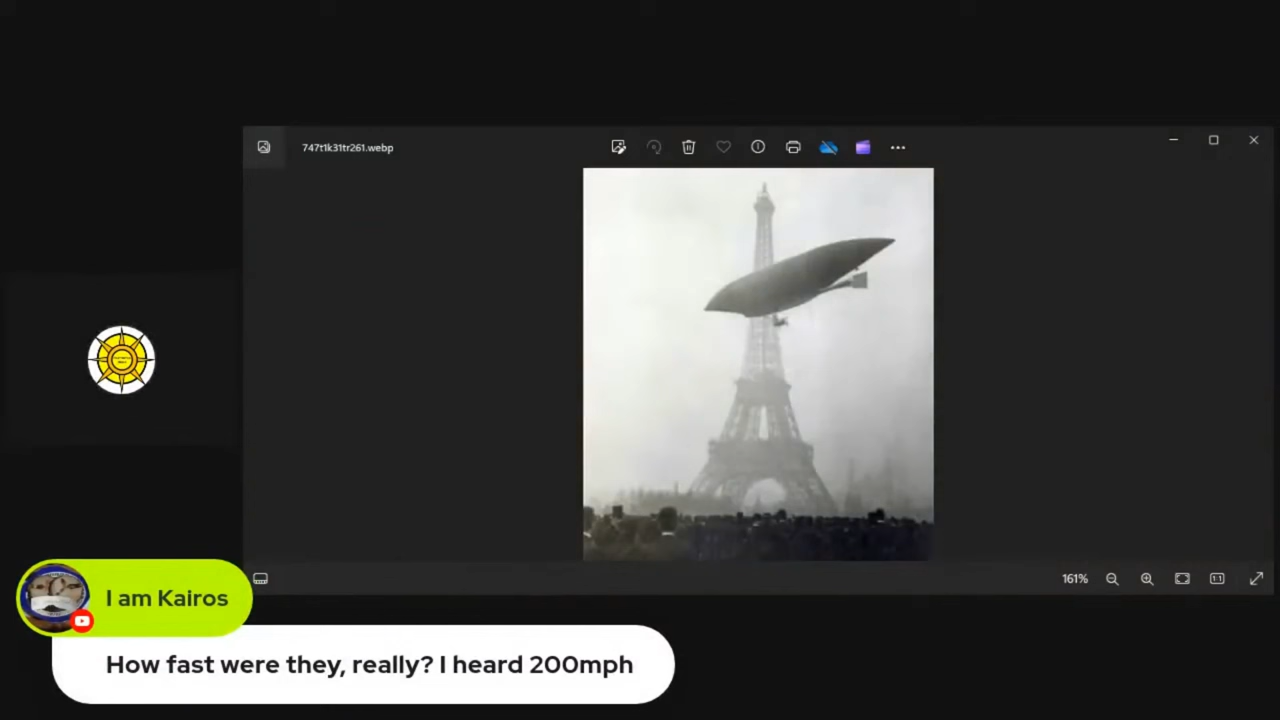 747t1k31tr261.webp
I am Kairos
161%
How fast were they, really? I heard 200mph